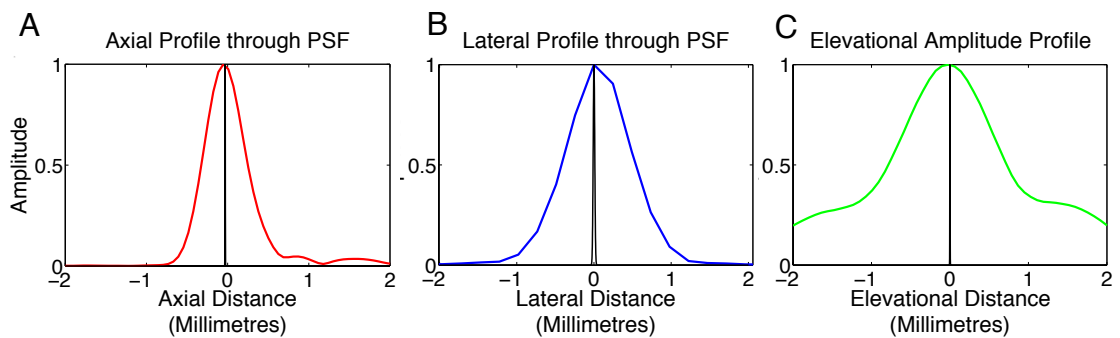 A
Axial Profile through PSF
1
0.5
0
Amplitude
−2 −1 0 1 2
Axial Distance
(Millimetres)
B
Lateral Profile through PSF
1
0.5
0
−2 −1 0 1 2
Lateral Distance
(Millimetres)
C
Elevational Amplitude Profile
1
0.5
0
−2 −1 0 1 2
Elevational Distance
(Millimetres)